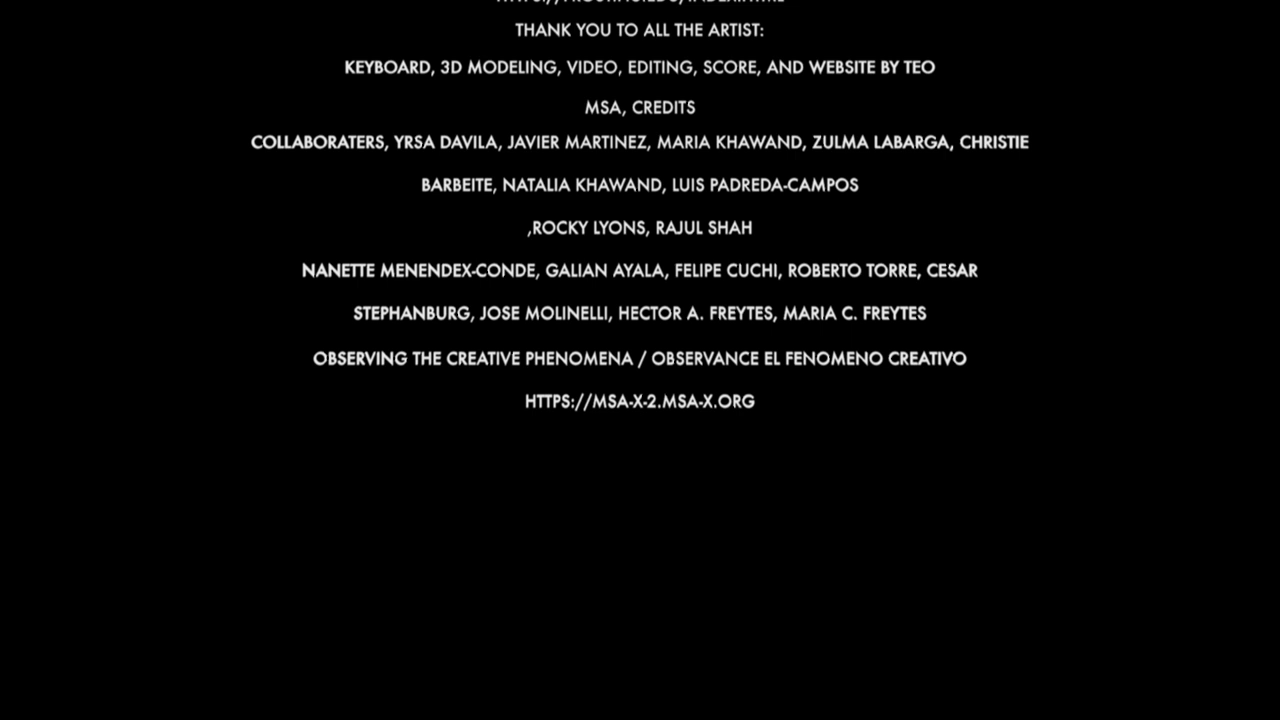 THANK YOU TO ALL THE ARTIST:
KEYBOARD, 3D MODELING, VIDEO, EDITING, SCORE, AND WEBSITE BY TEO
MSA, CREDITS
COLLABORATERS, YRSA DAVILA, JAVIER MARTINEZ, MARIA KHAWAND, ZULMA LABARGA, CHRISTIE
BARBEITE, NATALIA KHAWAND, LUIS PADREDA-CAMPOS
,ROCKY LYONS, RAJUL SHAH
NANETTE MENENDEX-CONDE, GALIAN AYALA, FELIPE CUCHI, ROBERTO TORRE, CESAR
STEPHANBURG, JOSE MOLINELLI, HECTOR A. FREYTES, MARIA C. FREYTES
OBSERVING THE CREATIVE PHENOMENA / OBSERVANCE EL FENOMENO CREATIVO
HTTPS://MSA-X-2.MSA-X.ORG